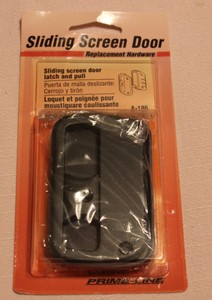 Sliding Screen Door
Replacement Hardware
Sliding screen door
latch and pull
Puerta de malla deslizante:
Cerrojo y tirón
Loquet et poignée pour
moustiquaire coulissante
A-180
PRIME-LINE